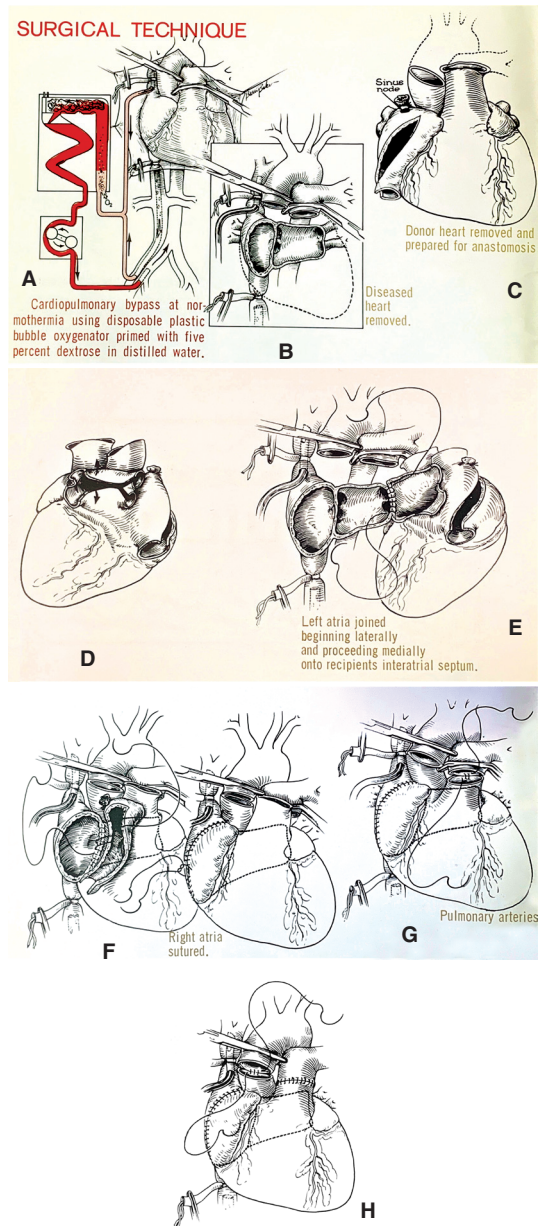 SURGICAL TECHNIQUE
Sinus
node
Donor heart removed and
prepared for anastomosis
A
C
Cardiopulmonary bypass at nor-
mothermia using disposable plastic
bubble oxygenator primed with five
percent dextrose in distilled water.
Diseased
heart
removed.
B
D
E
Left atria joined
beginning laterally
and proceeding medially
onto recipients interatrial septum.
F
Right atria
sutured.
G
Pulmonary arteries
H